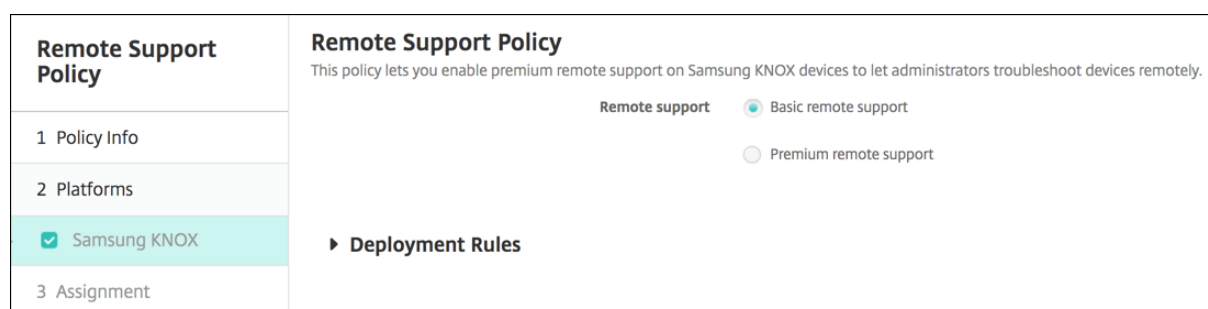 Remote Support
Policy
1 Policy Info
2 Platforms
Samsung KNOX
3 Assignment
Remote Support Policy
This policy lets you enable premium remote support on Samsung KNOX devices to let administrators troubleshoot devices remotely.
Remote support Basic remote support
Premium remote support
Deployment Rules